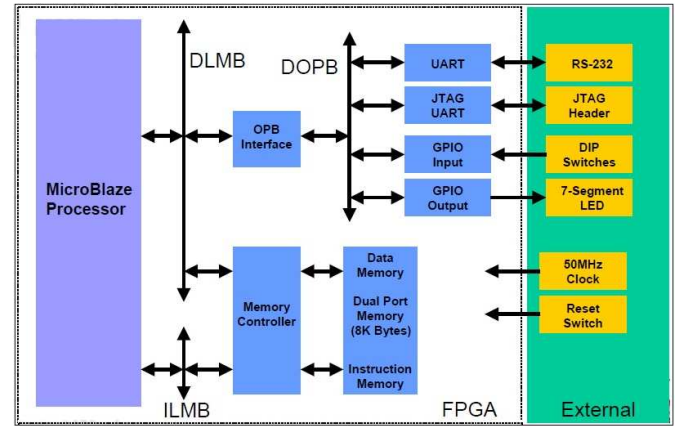 DLMB
DOPB
UART
RS-232
JTAG
UART
JTAG
Header
OPB
Interface
GPIO
Input
DIP
Switches
MicroBlaze
Processor
GPIO
Output
7-Segment
LED
Data
Memory
50MHz
Clock
Memory
Controller
Dual Port
Memory
(8K Bytes)
Reset
Switch
Instruction
Memory
ILMB
FPGA
External